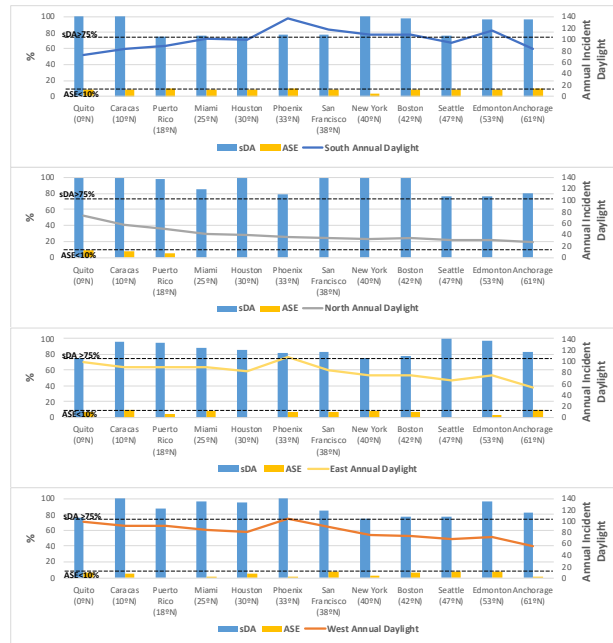 100 140
80 sDA>75% 120
60 100
40 80
20 60
0 ASE<10% 40
20
0
%
Annual Incident
Daylight
Quito Caracas Puerto Miami Houston Phoenix San New York Boston Seattle Edmonton Anchorage
(0ºN) (10ºN) Rico (25ºN) (30ºN) (33ºN) Francisco (40ºN) (42ºN) (47ºN) (53ºN) (61ºN)
(18ºN) (38ºN)
sDA ASE South Annual Daylight
100 140
80 sDA>75% 120
60 100
40 80
20 60
0 ASE<10% 40
20
0
%
Annual Incident
Daylight
Quito Caracas Puerto Miami Houston Phoenix San New York Boston Seattle Edmonton Anchorage
(0ºN) (10ºN) Rico (25ºN) (30ºN) (33ºN) Francisco (40ºN) (42ºN) (47ºN) (53ºN) (61ºN)
(18ºN) (38ºN)
sDA ASE North Annual Daylight
100 140
80 sDA >75% 120
60 100
40 80
20 60
0 ASE<10% 40
20
0
%
Annual Incident
Daylight
Quito Caracas Puerto Miami Houston Phoenix San New York Boston Seattle Edmonton Anchorage
(0ºN) (10ºN) Rico (25ºN) (30ºN) (33ºN) Francisco (40ºN) (42ºN) (47ºN) (53ºN) (61ºN)
(18ºN) (38ºN)
sDA ASE East Annual Daylight
100 140
80 sDA >75% 120
60 100
40 80
20 60
0 ASE<10% 40
20
0
%
Annual Incident
Daylight
Quito Caracas Puerto Miami Houston Phoenix San New York Boston Seattle Edmonton Anchorage
(0ºN) (10ºN) Rico (25ºN) (30ºN) (33ºN) Francisco (40ºN) (42ºN) (47ºN) (53ºN) (61ºN)
(18ºN) (38ºN)
sDA ASE West Annual Daylight